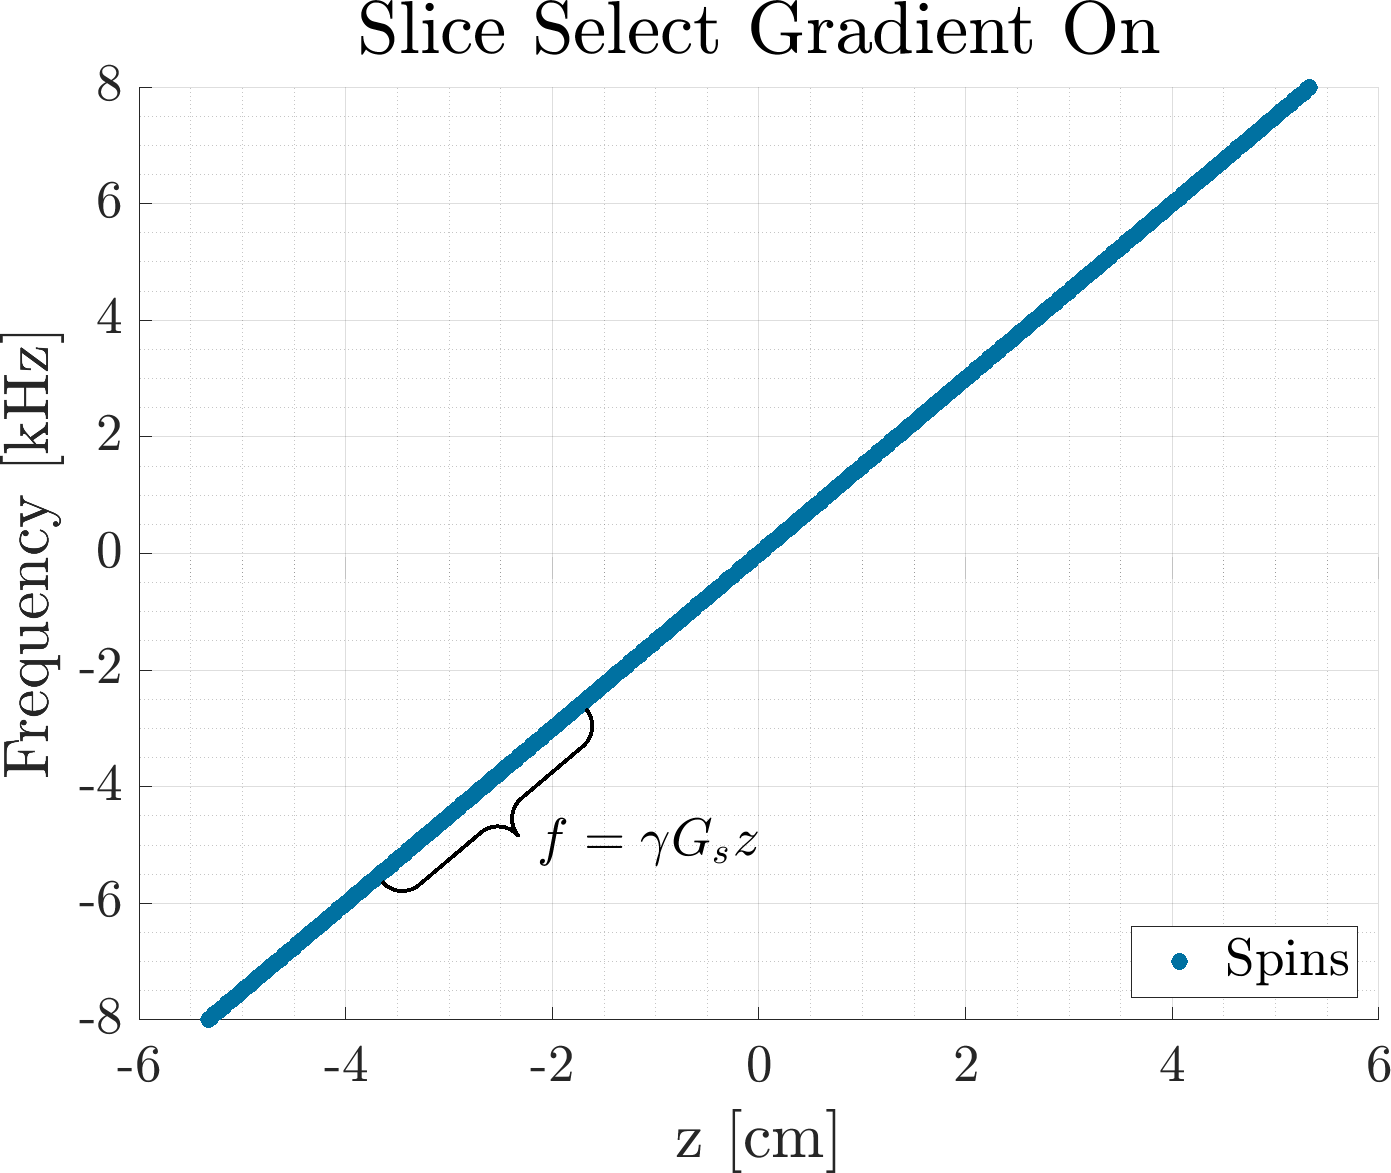 Slice Select Gradient On
8
6
4
2
0
-2
-4
-6
-8
Frequency [kHz]
f = γG_s z
Spins
-6 -4 -2 0 2 4 6
z [cm]